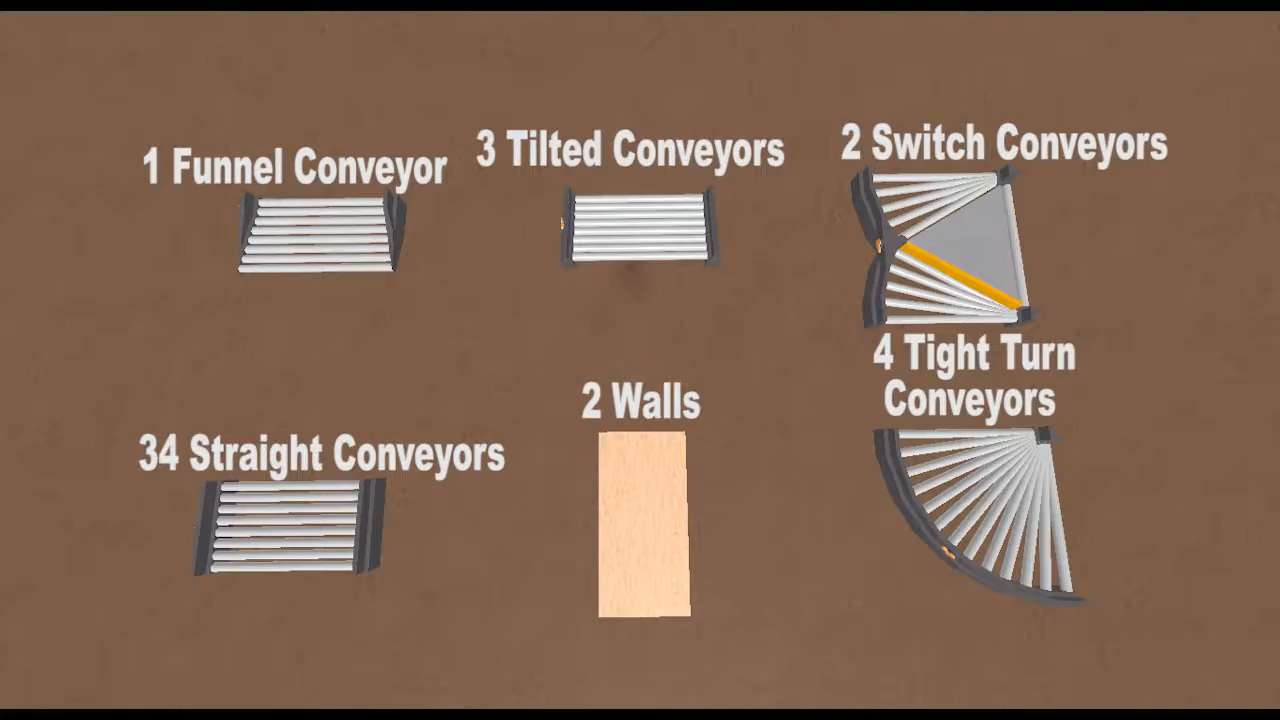 1 Funnel Conveyor
3 Tilted Conveyors
2 Switch Conveyors
34 Straight Conveyors
2 Walls
4 Tight Turn
Conveyors